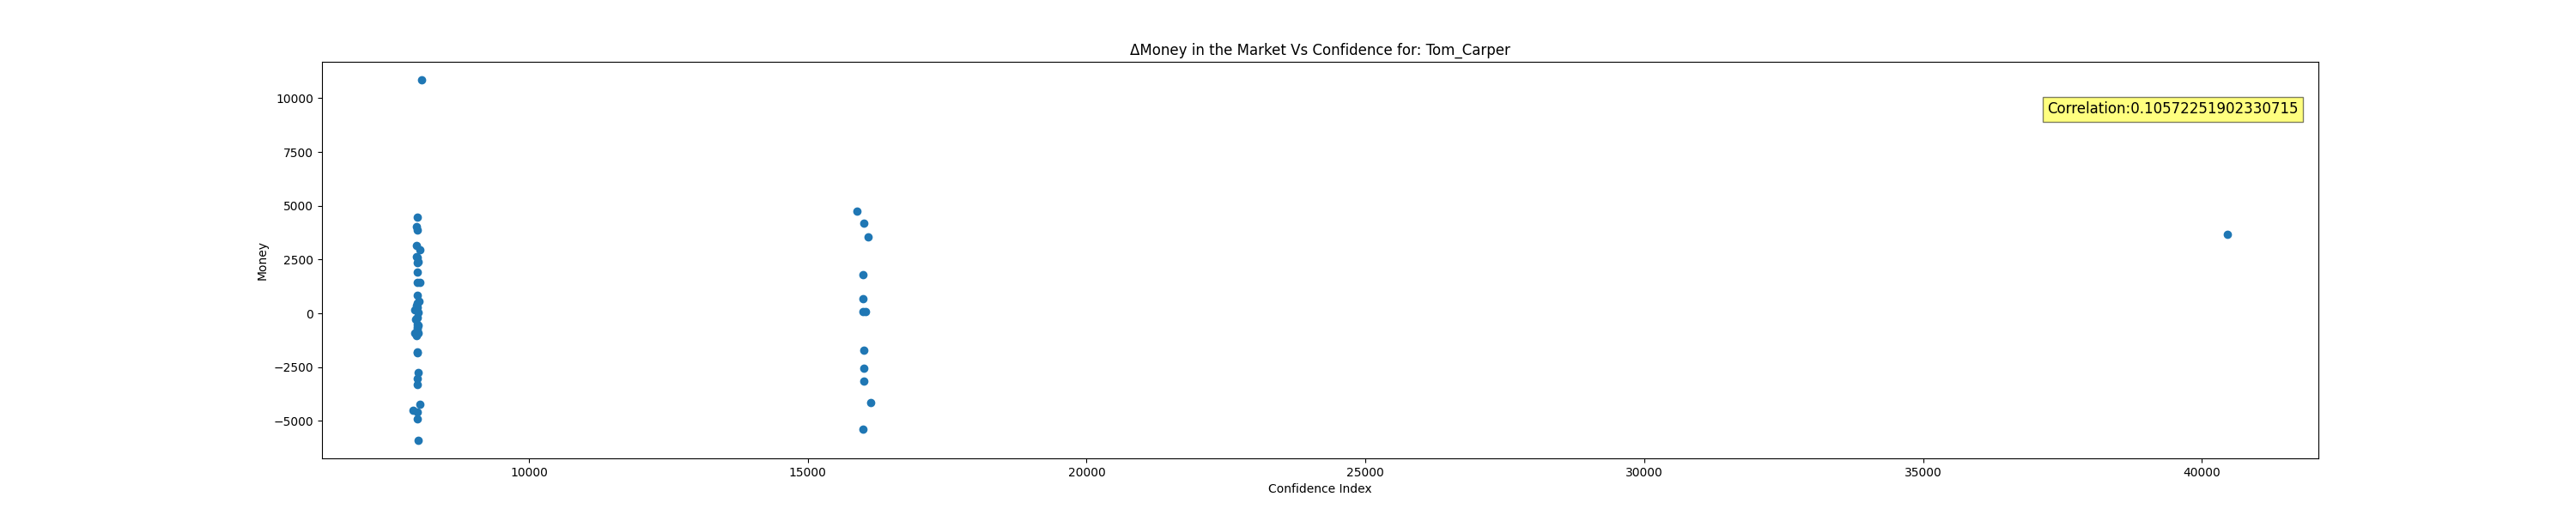 ΔMoney in the Market Vs Confidence for: Tom_Carper
Correlation:0.10572251902330715
10000
7500
5000
2500
0
−2500
−5000
Money
10000 15000 20000 25000 30000 35000 40000
Confidence Index